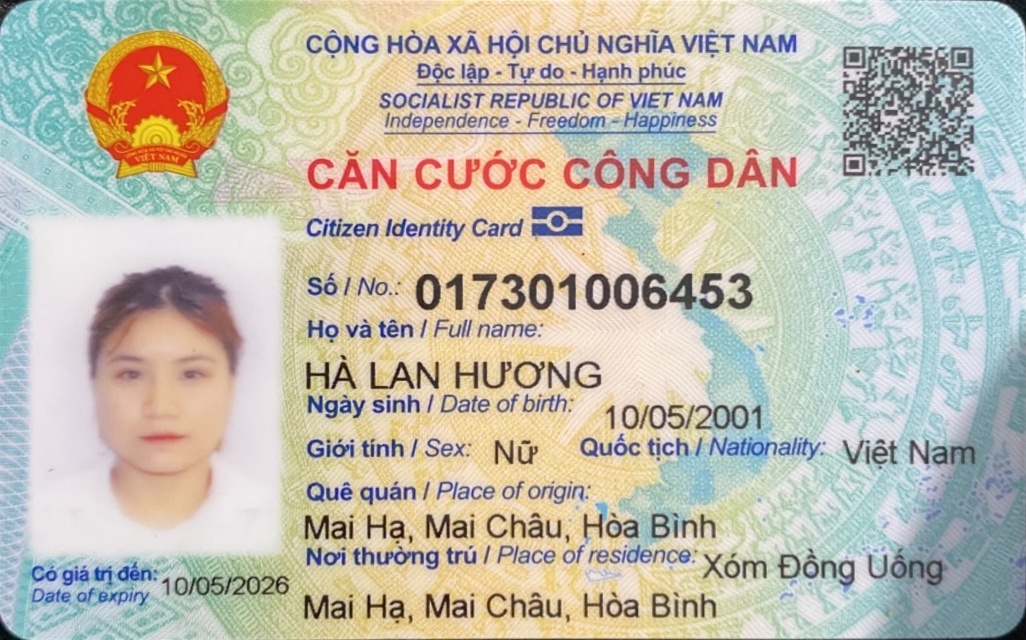 CỘNG HÒA XÃ HỘI CHỦ NGHĨA VIỆT NAM
Độc lập - Tự do - Hạnh phúc
SOCIALIST REPUBLIC OF VIET NAM
Independence - Freedom - Happiness
CĂN CƯỚC CÔNG DÂN
Citizen Identity Card
Số / No.: 017301006453
Họ và tên / Full name:
HÀ LAN HƯƠNG
Ngày sinh / Date of birth: 10/05/2001
Giới tính / Sex: Nữ Quốc tịch / Nationality: Việt Nam
Quê quán / Place of origin:
Mai Hạ, Mai Châu, Hòa Bình
Nơi thường trú / Place of residence: Xóm Đồng Uống
Mai Hạ, Mai Châu, Hòa Bình
Có giá trị đến: 10/05/2026
Date of expiry
VIỆT NAM